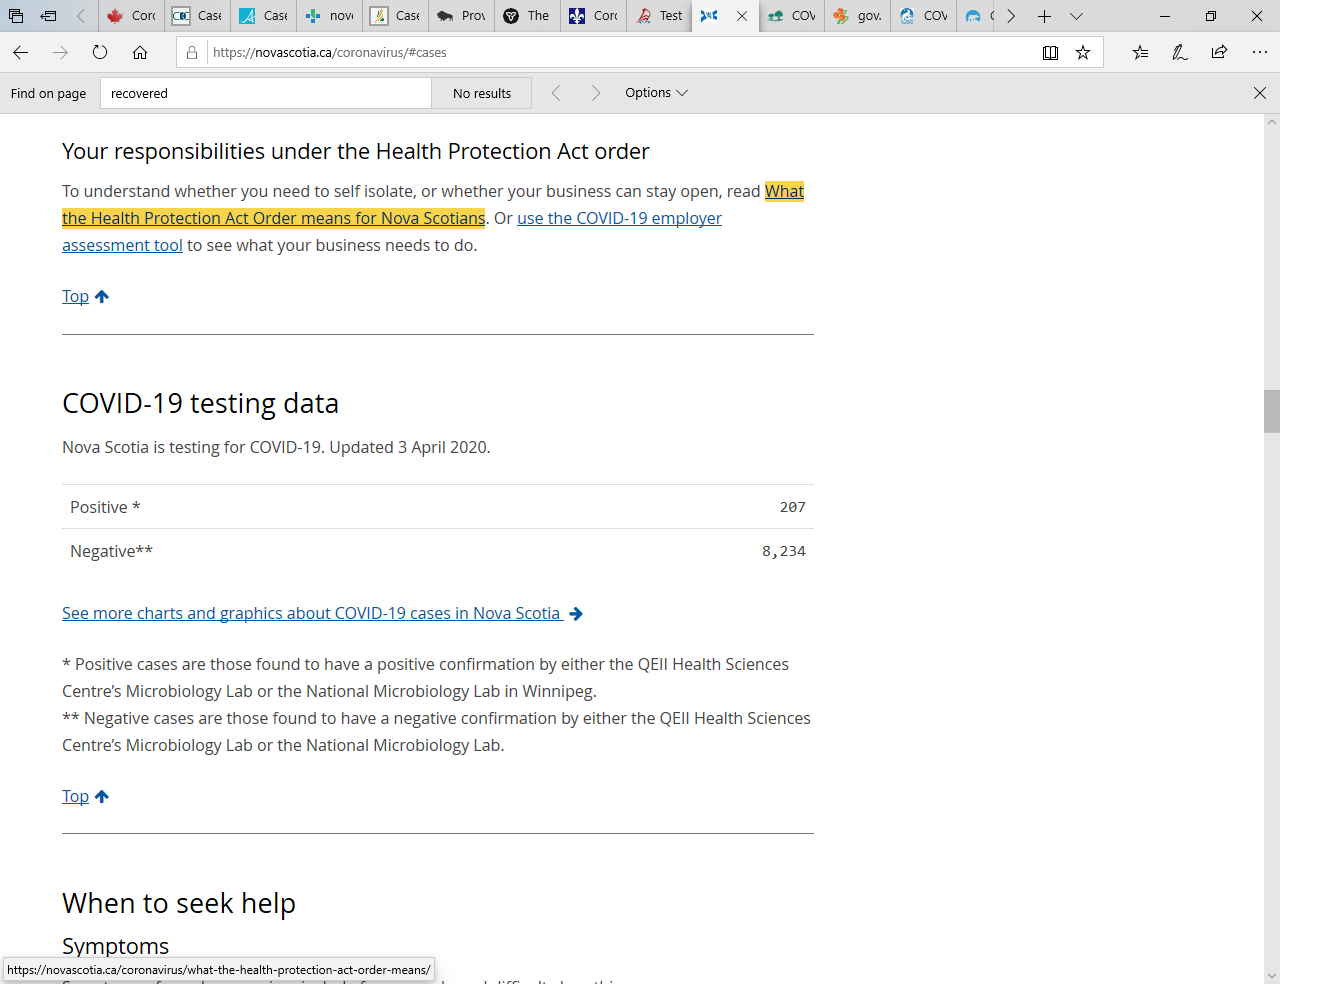 Corc
Case
Case
nov
Case
Prov
The
Corc
Test
COV
gov.
COV
https://novascotia.ca/coronavirus/#cases
Find on page
recovered
No results
Options
Your responsibilities under the Health Protection Act order
To understand whether you need to self isolate, or whether your business can stay open, read What
the Health Protection Act Order means for Nova Scotians. Or use the COVID-19 employer
assessment tool to see what your business needs to do.
Top
COVID-19 testing data
Nova Scotia is testing for COVID-19. Updated 3 April 2020.
Positive * 207
Negative** 8,234
See more charts and graphics about COVID-19 cases in Nova Scotia
* Positive cases are those found to have a positive confirmation by either the QEII Health Sciences
Centre’s Microbiology Lab or the National Microbiology Lab in Winnipeg.
** Negative cases are those found to have a negative confirmation by either the QEII Health Sciences
Centre’s Microbiology Lab or the National Microbiology Lab.
Top
When to seek help
Symptoms
https://novascotia.ca/coronavirus/what-the-health-protection-act-order-means/